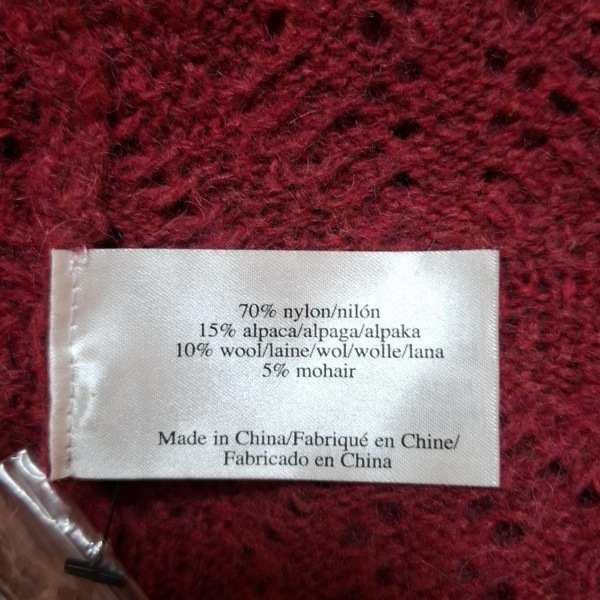 70% nylon/nilón
15% alpaca/alpaga/alpaka
10% wool/laine/wol/wolle/lana
5% mohair
Made in China/Fabriqué en Chine/
Fabricado en China